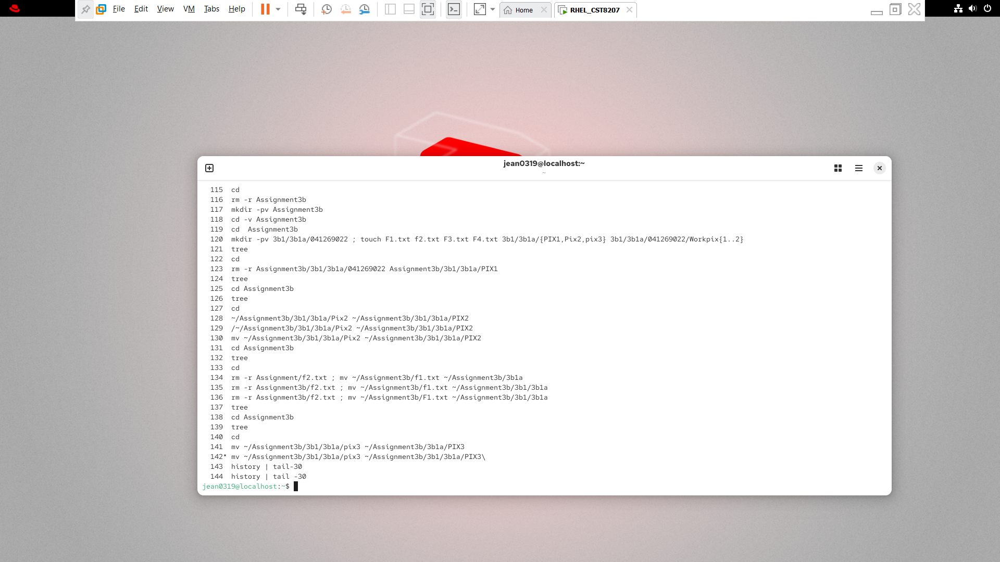 File Edit View VM Tabs Help Home RHEL_CST8207
jean0319@localhost:~
~
115 cd
116 rm -r Assignment3b
117 mkdir -pv Assignment3b
118 cd -v Assignment3b
119 cd  Assignment3b
120 mkdir -pv 3b1/3b1a/041269022 ; touch F1.txt f2.txt F3.txt F4.txt 3b1/3b1a/{PIX1,Pix2,pix3} 3b1/3b1a/041269022/Workpix{1..2}
121 tree
122 cd
123 rm -r Assignment3b/3b1/3b1a/041269022 Assignment3b/3b1/3b1a/PIX1
124 tree
125 cd Assignment3b
126 tree
127 cd
128 ~/Assignment3b/3b1/3b1a/Pix2 ~/Assignment3b/3b1/3b1a/PIX2
129 /~/Assignment3b/3b1/3b1a/Pix2 ~/Assignment3b/3b1/3b1a/PIX2
130 mv ~/Assignment3b/3b1/3b1a/Pix2 ~/Assignment3b/3b1/3b1a/PIX2
131 cd Assignment3b
132 tree
133 cd
134 rm -r Assignment/f2.txt ; mv ~/Assignment3b/f1.txt ~/Assignment3b/3b1a
135 rm -r Assignment3b/f2.txt ; mv ~/Assignment3b/f1.txt ~/Assignment3b/3b1/3b1a
136 rm -r Assignment3b/f2.txt ; mv ~/Assignment3b/F1.txt ~/Assignment3b/3b1/3b1a
137 tree
138 cd Assignment3b
139 tree
140 cd
141 mv ~/Assignment3b/3b1/3b1a/pix3 ~/Assignment3b/3b1a/PIX3
142* mv ~/Assignment3b/3b1/3b1a/pix3 ~/Assignment3b/3b1/3b1a/PIX3\
143 history | tail-30
144 history | tail -30
jean0319@localhost:~$